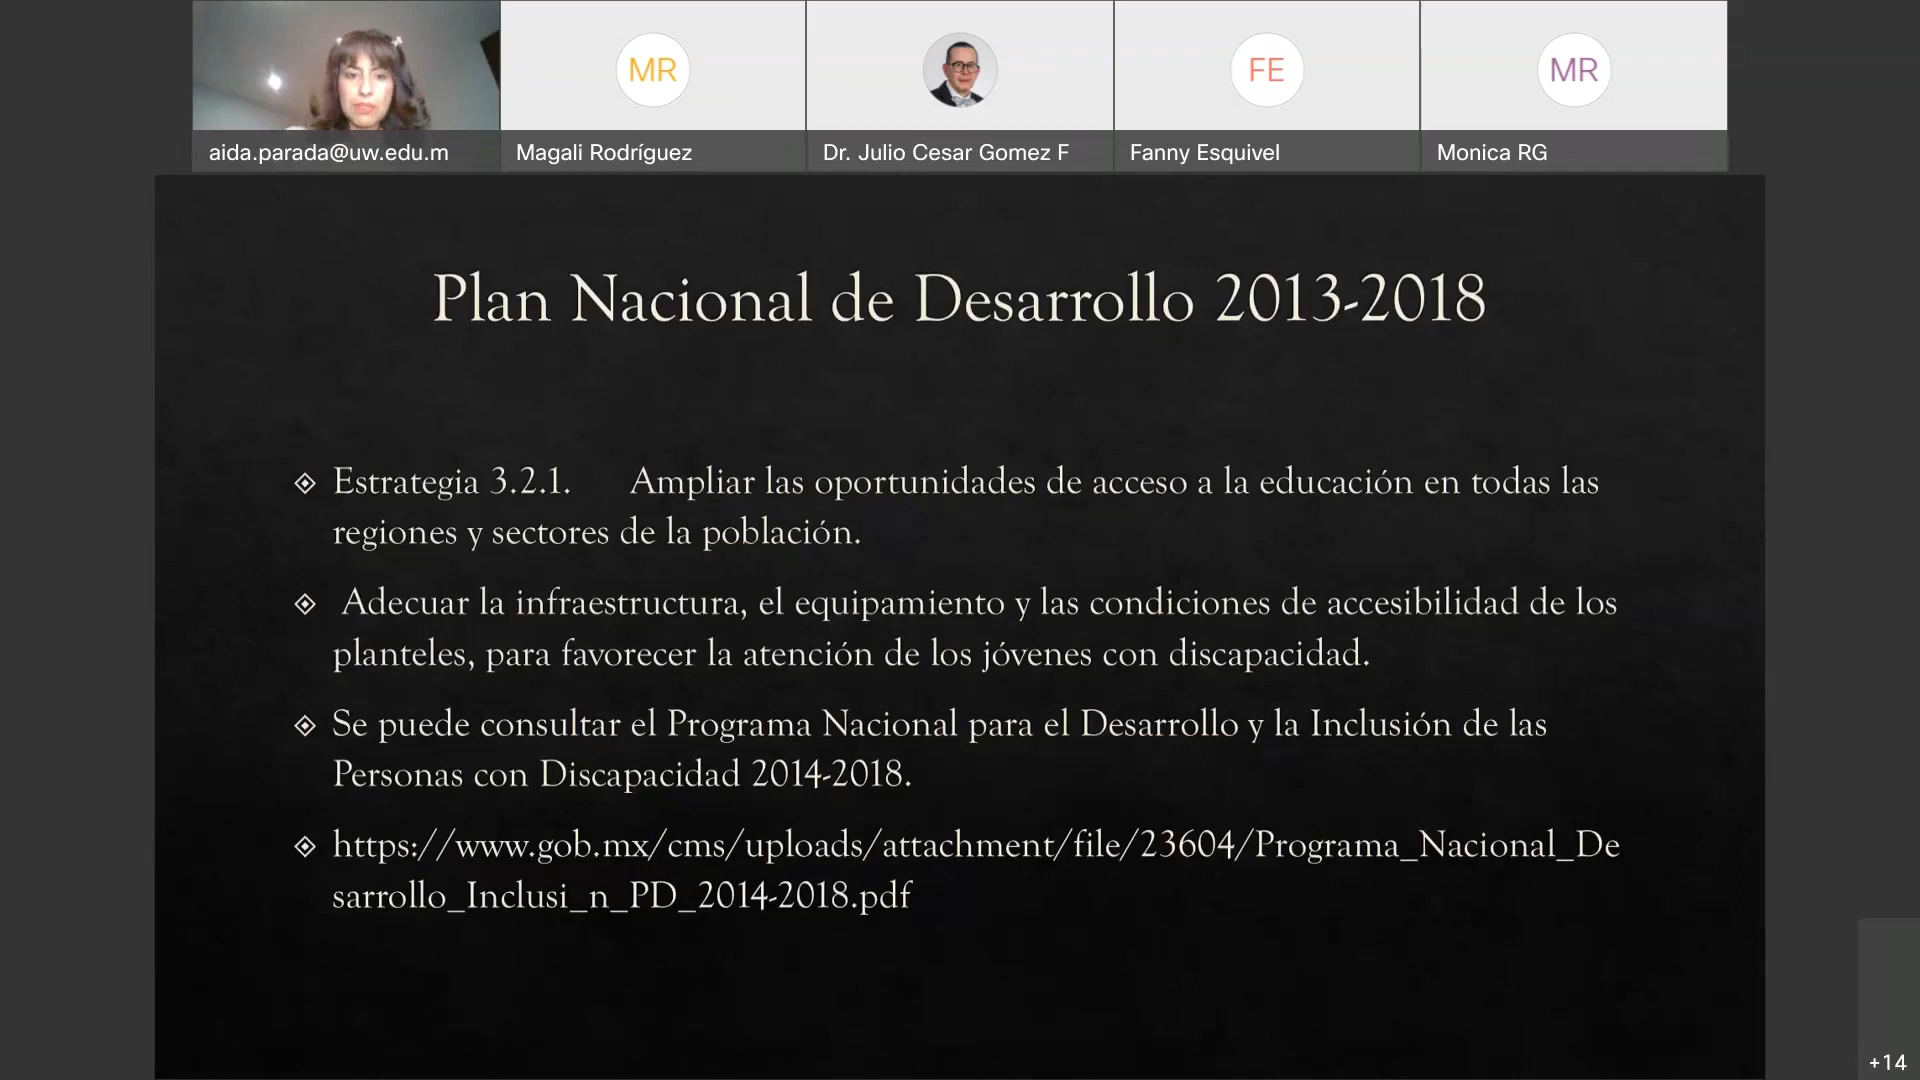 MR
FE
MR
aida.parada@uw.edu.m
Magali Rodríguez
Dr. Julio Cesar Gomez F
Fanny Esquivel
Monica RG
Plan Nacional de Desarrollo 2013-2018
Estrategia 3.2.1. Ampliar las oportunidades de acceso a la educación en todas las
regiones y sectores de la población.
Adecuar la infraestructura, el equipamiento y las condiciones de accesibilidad de los
planteles, para favorecer la atención de los jóvenes con discapacidad.
Se puede consultar el Programa Nacional para el Desarrollo y la Inclusión de las
Personas con Discapacidad 2014-2018.
https://www.gob.mx/cms/uploads/attachment/file/23604/Programa_Nacional_De
sarrollo_Inclusi_n_PD_2014-2018.pdf
+14